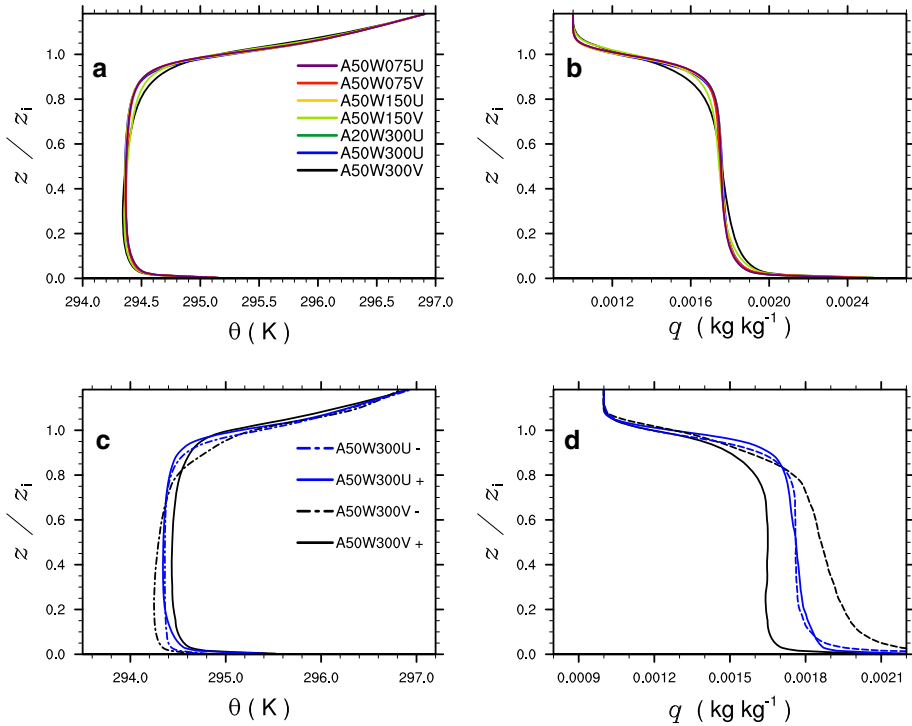 a
1.0
0.8
0.6
0.4
0.2
0.0
z / z_i
A50W075U
A50W075V
A50W150U
A50W150V
A20W300U
A50W300U
A50W300V
294.0 294.5 295.0 295.5 296.0 296.5 297.0
θ ( K )
b
1.0
0.8
0.6
0.4
0.2
0.0
z / z_i
0.0012 0.0016 0.0020 0.0024
q ( kg kg⁻¹ )
c
1.0
0.8
0.6
0.4
0.2
0.0
z / z_i
A50W300U -
A50W300U +
A50W300V -
A50W300V +
294.0 295.0 296.0 297.0
θ ( K )
d
1.0
0.8
0.6
0.4
0.2
0.0
z / z_i
0.0009 0.0012 0.0015 0.0018 0.0021
q ( kg kg⁻¹ )